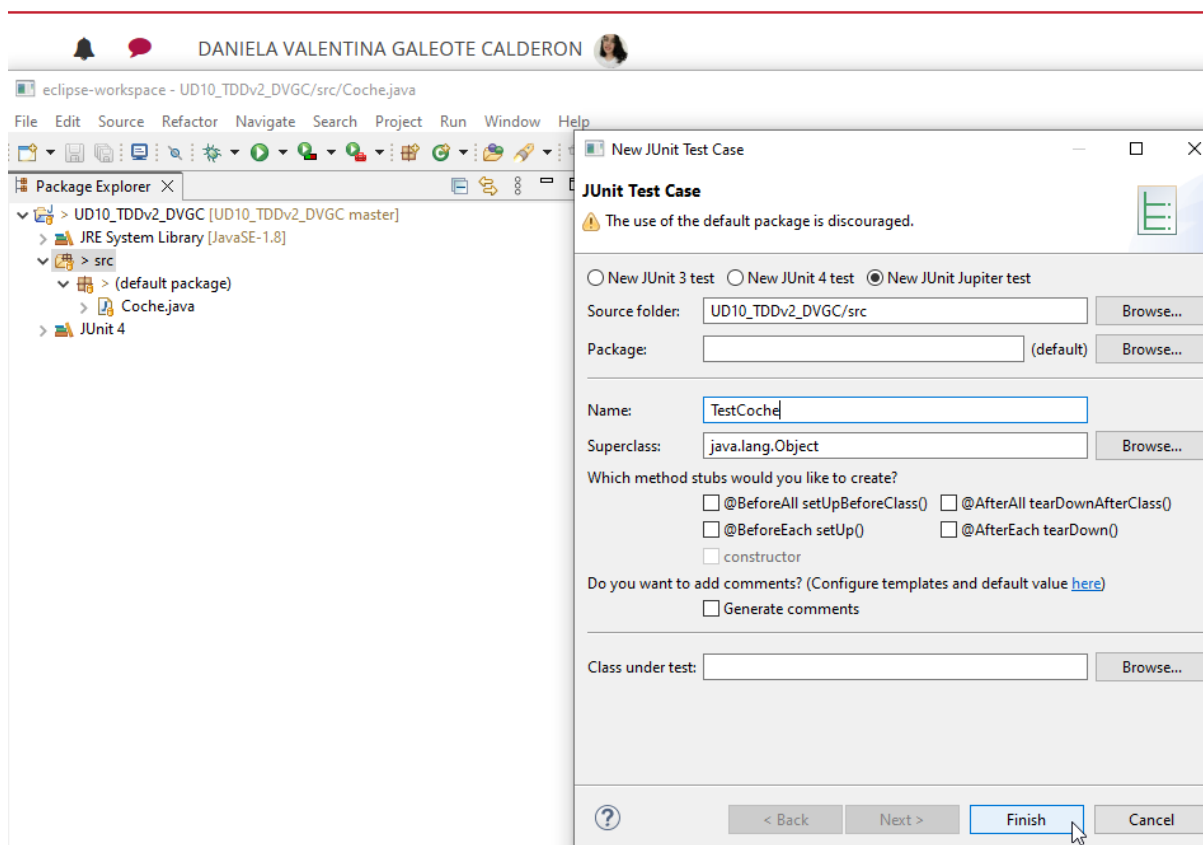 DANIELA VALENTINA GALEOTE CALDERON
eclipse-workspace - UD10_TDDv2_DVGC/src/Coche.java
File Edit Source Refactor Navigate Search Project Run Window Help
Package Explorer
> UD10_TDDv2_DVGC [UD10_TDDv2_DVGC master]
JRE System Library [JavaSE-1.8]
> src
> (default package)
Coche.java
JUnit 4
New JUnit Test Case
JUnit Test Case
The use of the default package is discouraged.
New JUnit 3 test New JUnit 4 test New JUnit Jupiter test
Source folder: UD10_TDDv2_DVGC/src Browse...
Package: (default) Browse...
Name: TestCoche
Superclass: java.lang.Object Browse...
Which method stubs would you like to create?
@BeforeAll setUpBeforeClass() @AfterAll tearDownAfterClass()
@BeforeEach setUp() @AfterEach tearDown()
constructor
Do you want to add comments? (Configure templates and default value here)
Generate comments
Class under test: Browse...
< Back Next > Finish Cancel